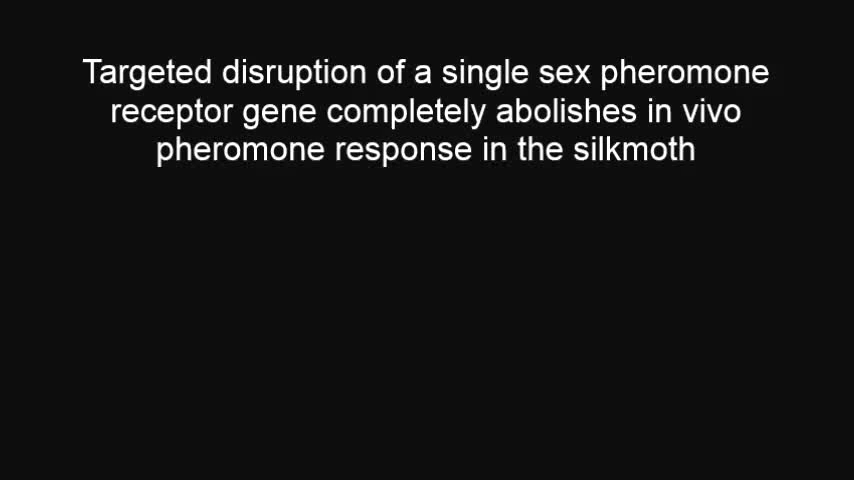 Targeted disruption of a single sex pheromone
receptor gene completely abolishes in vivo
pheromone response in the silkmoth